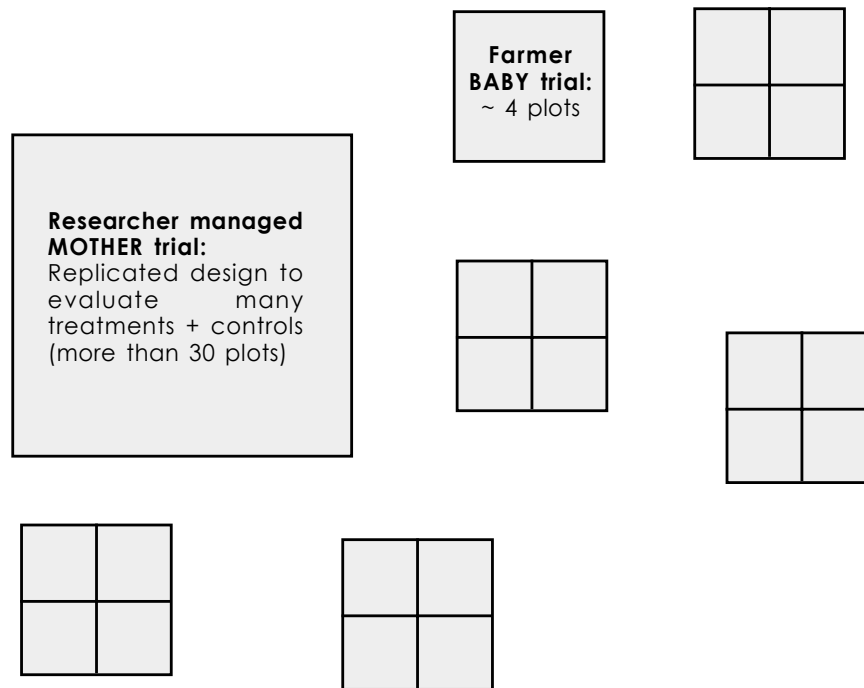 Farmer
BABY trial:
~ 4 plots
Researcher managed
MOTHER trial:
Replicated design to
evaluate many
treatments + controls
(more than 30 plots)